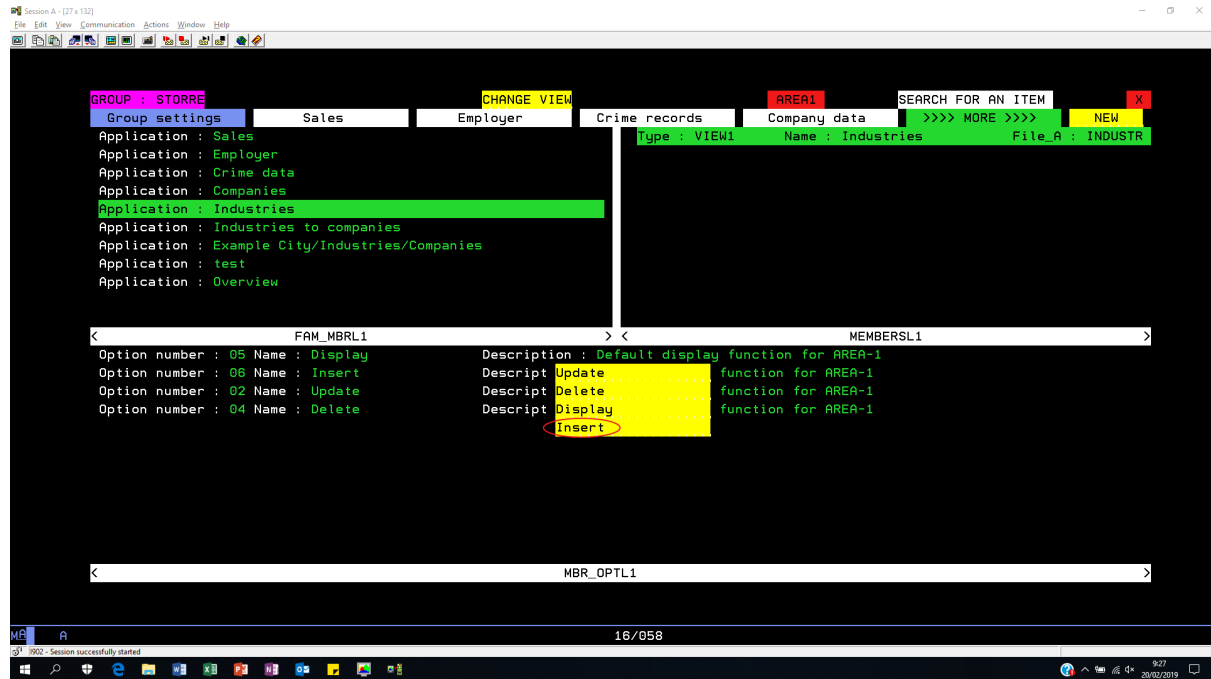 Session A - [27 x 132]
File Edit View Communication Actions Window Help
GROUP : STORRE CHANGE VIEW AREA1 SEARCH FOR AN ITEM X
Group settings Sales Employer Crime records Company data >>>> MORE >>>> NEW
Application : Sales Type : VIEW1 Name : Industries File_A : INDUSTR
Application : Employer
Application : Crime data
Application : Companies
Application : Industries
Application : Industries to companies
Application : Example City/Industries/Companies
Application : test
Application : Overview
< FAM_MBRL1 > < MEMBERSL1 >
Option number : 05 Name : Display Description : Default display function for AREA-1
Option number : 06 Name : Insert Descript Update function for AREA-1
Option number : 02 Name : Update Descript Delete function for AREA-1
Option number : 04 Name : Delete Descript Display function for AREA-1
Insert
< MBR_OPTL1 >
MA A 16/058
I902 - Session successfully started
9:27
20/02/2019